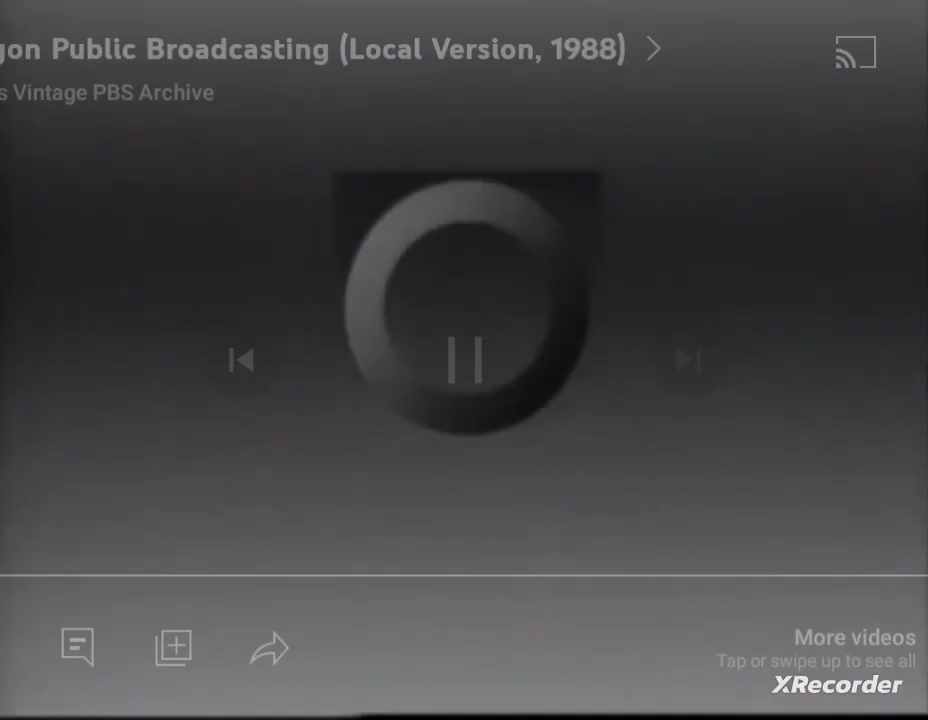 gon Public Broadcasting (Local Version, 1988)
s Vintage PBS Archive
More videos
Tap or swipe up to see all
XRecorder